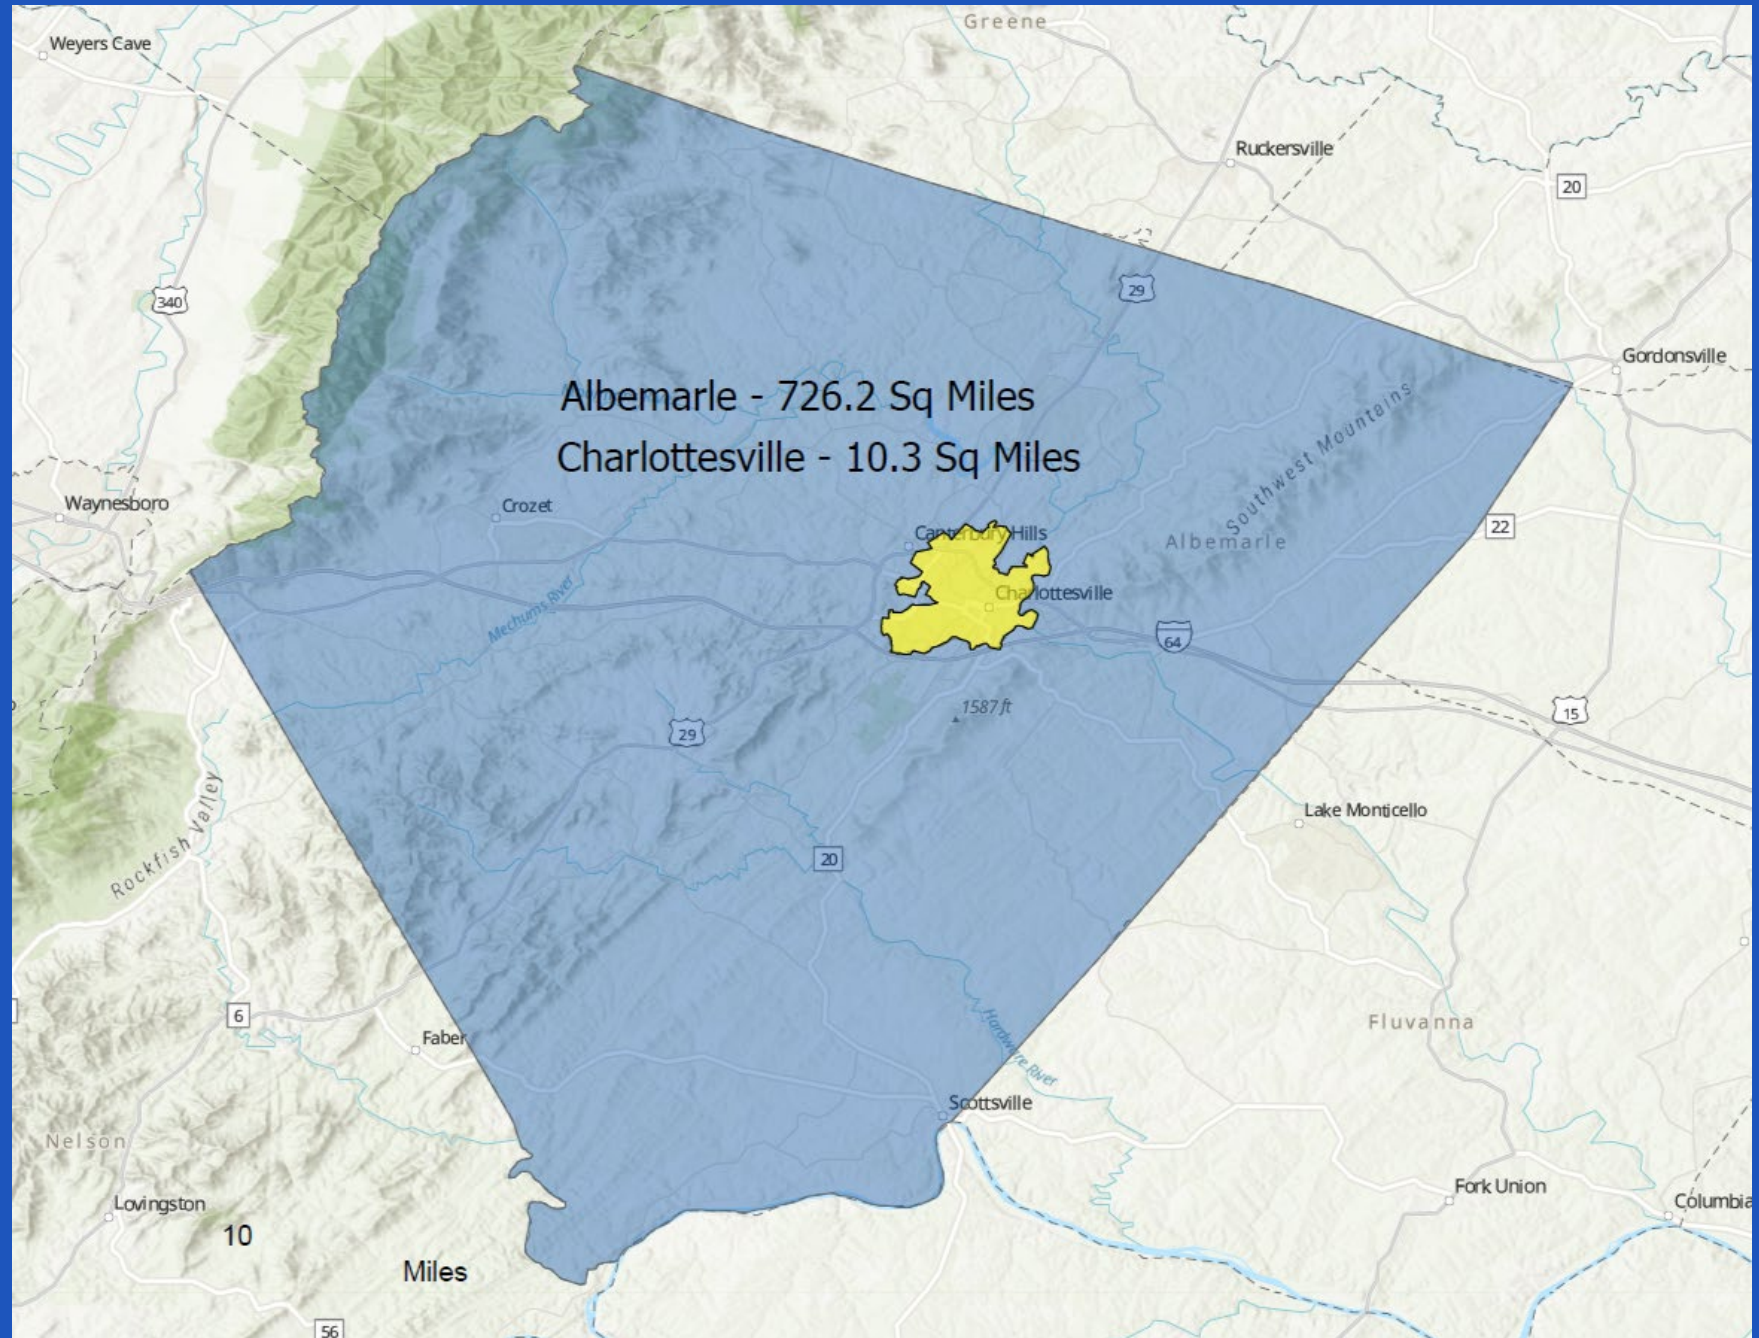 Greene
Weyers Cave
Ruckersville
20
29
340
Gordonsville
Albemarle - 726.2 Sq Miles
Charlottesville - 10.3 Sq Miles
Southwest Mountains
Waynesboro
Crozet
22
Canterbury Hills
Albemarle
Charlottesville
Mechums River
64
1587 ft
15
29
Rockfish Valley
Lake Monticello
20
6
Faber
Hardware River
Fluvanna
Scottsville
Nelson
Lovingston
Fork Union
Columbia
10
Miles
56